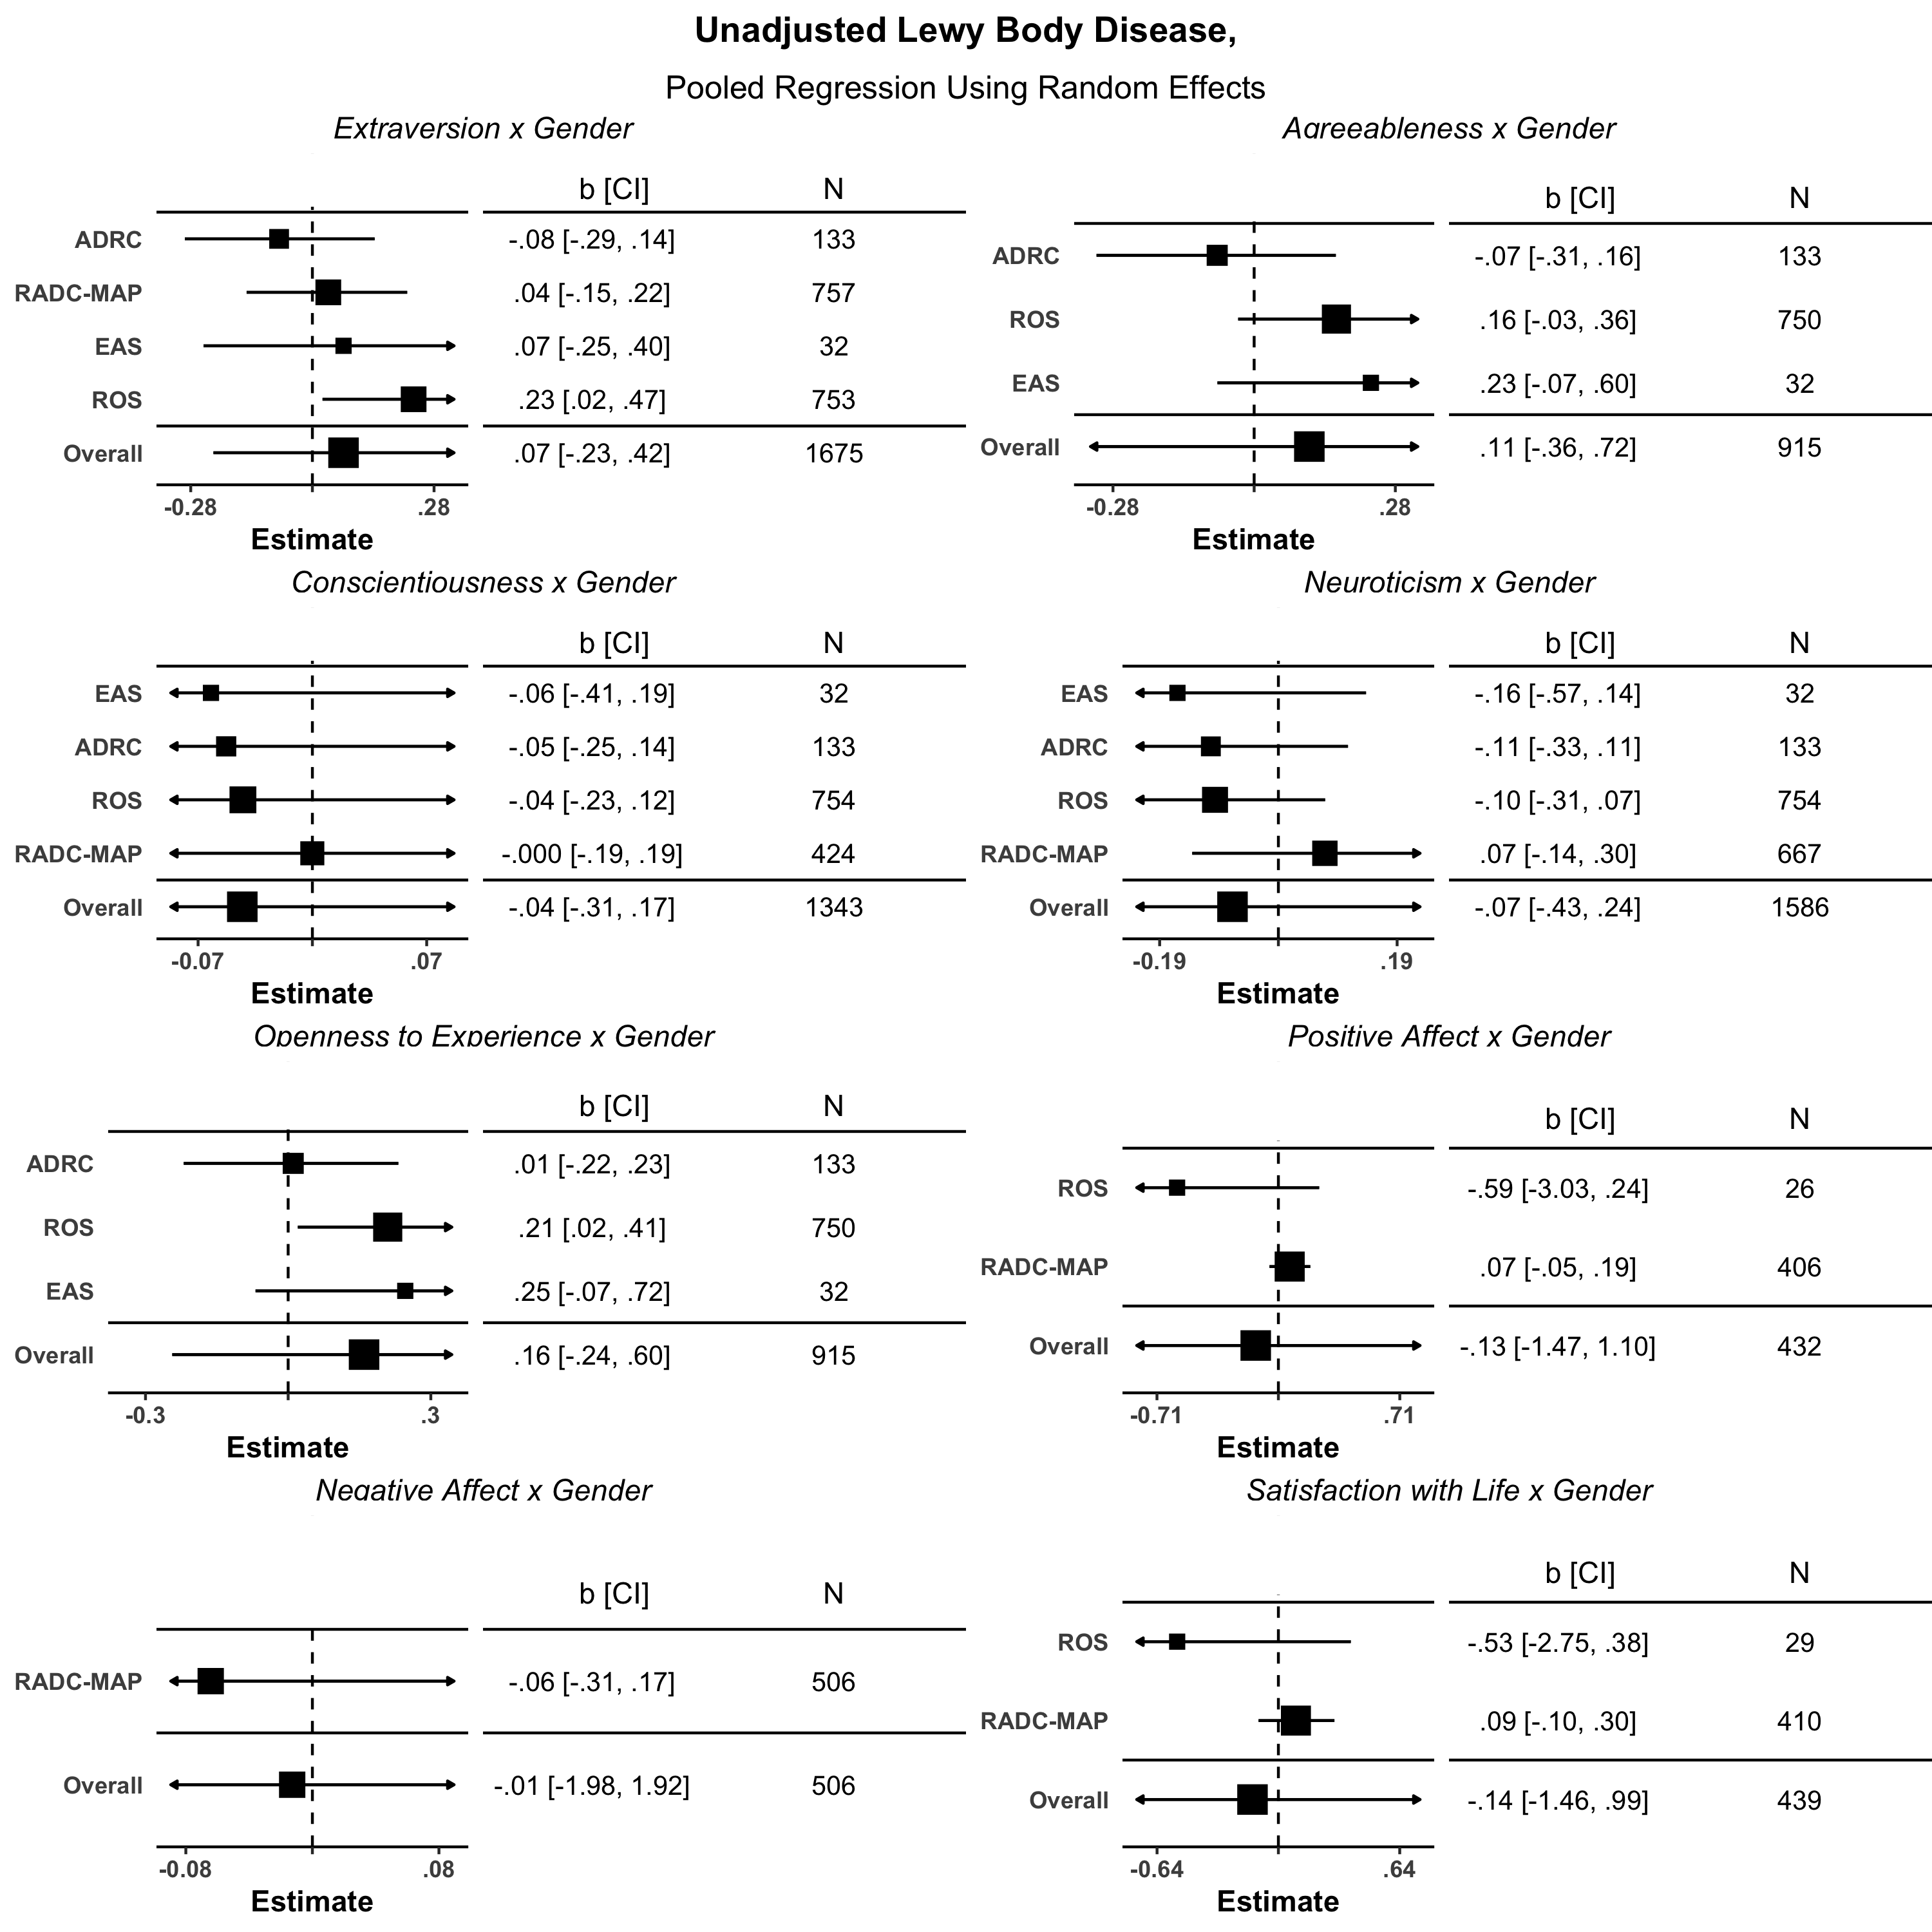 Unadjusted Lewy Body Disease,
Pooled Regression Using Random Effects
Extraversion x Gender
b [CI] N
ADRC -.08 [-.29, .14] 133
RADC-MAP .04 [-.15, .22] 757
EAS .07 [-.25, .40] 32
ROS .23 [.02, .47] 753
Overall .07 [-.23, .42] 1675
-0.28 .28
Estimate
Agreeableness x Gender
b [CI] N
ADRC -.07 [-.31, .16] 133
ROS .16 [-.03, .36] 750
EAS .23 [-.07, .60] 32
Overall .11 [-.36, .72] 915
-0.28 .28
Estimate
Conscientiousness x Gender
b [CI] N
EAS -.06 [-.41, .19] 32
ADRC -.05 [-.25, .14] 133
ROS -.04 [-.23, .12] 754
RADC-MAP -.000 [-.19, .19] 424
Overall -.04 [-.31, .17] 1343
-0.07 .07
Estimate
Neuroticism x Gender
b [CI] N
EAS -.16 [-.57, .14] 32
ADRC -.11 [-.33, .11] 133
ROS -.10 [-.31, .07] 754
RADC-MAP .07 [-.14, .30] 667
Overall -.07 [-.43, .24] 1586
-0.19 .19
Estimate
Openness to Experience x Gender
b [CI] N
ADRC .01 [-.22, .23] 133
ROS .21 [.02, .41] 750
EAS .25 [-.07, .72] 32
Overall .16 [-.24, .60] 915
-0.3 .3
Estimate
Positive Affect x Gender
b [CI] N
ROS -.59 [-3.03, .24] 26
RADC-MAP .07 [-.05, .19] 406
Overall -.13 [-1.47, 1.10] 432
-0.71 .71
Estimate
Negative Affect x Gender
b [CI] N
RADC-MAP -.06 [-.31, .17] 506
Overall -.01 [-1.98, 1.92] 506
-0.08 .08
Estimate
Satisfaction with Life x Gender
b [CI] N
ROS -.53 [-2.75, .38] 29
RADC-MAP .09 [-.10, .30] 410
Overall -.14 [-1.46, .99] 439
-0.64 .64
Estimate